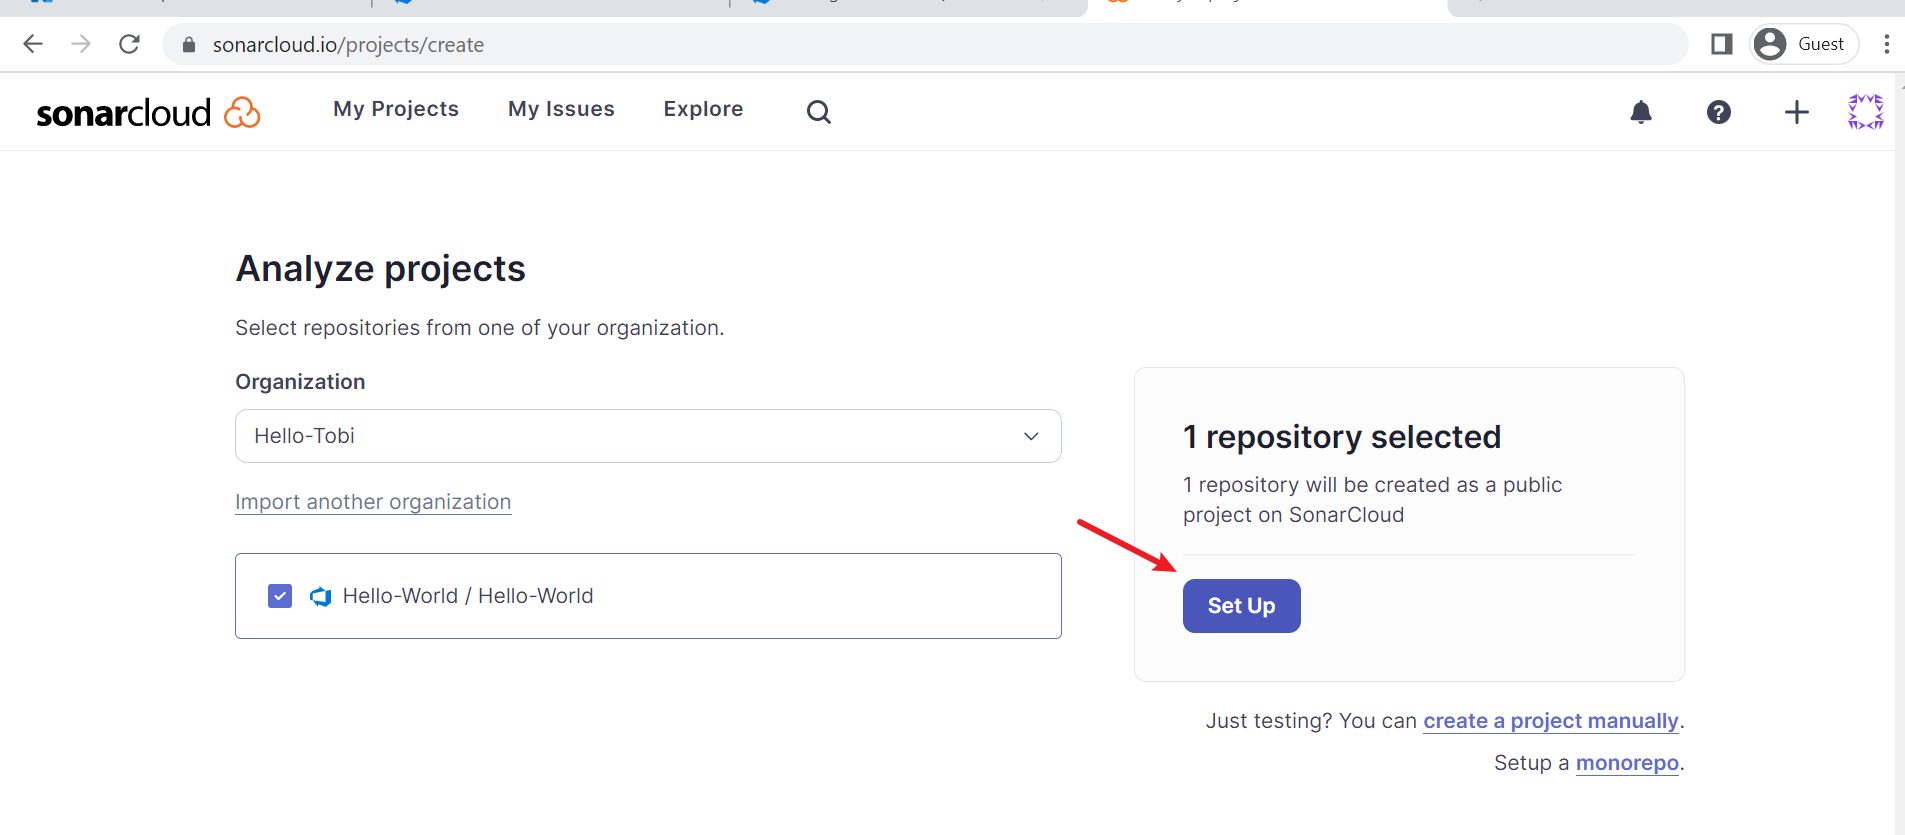 sonarcloud.io/projects/create
Guest
sonarcloud
My Projects
My Issues
Explore
Analyze projects
Select repositories from one of your organization.
Organization
Hello-Tobi
Import another organization
Hello-World / Hello-World
1 repository selected
1 repository will be created as a public
project on SonarCloud
Set Up
Just testing? You can create a project manually.
Setup a monorepo.